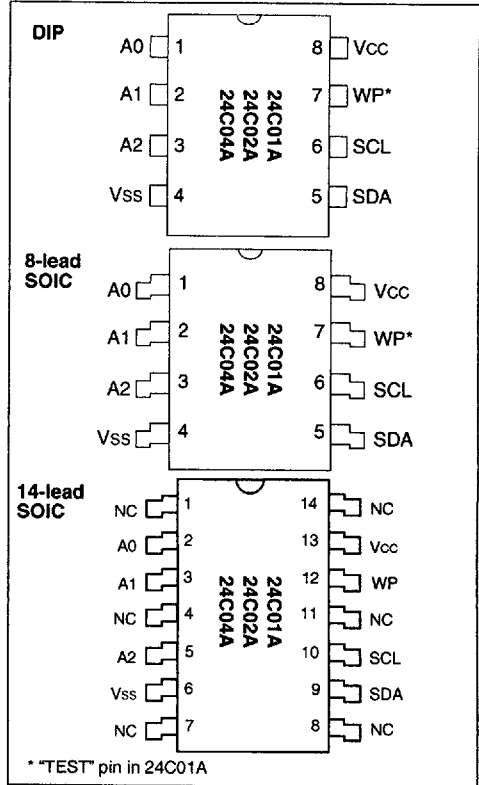 DIP
A0 1 8 VCC
A1 2 7 WP*
A2 3 6 SCL
VSS 4 5 SDA
24C01A
24C02A
24C04A
8-lead
SOIC
A0 1 8 VCC
A1 2 7 WP*
A2 3 6 SCL
VSS 4 5 SDA
24C01A
24C02A
24C04A
14-lead
SOIC
NC 1 14 NC
A0 2 13 VCC
A1 3 12 WP
NC 4 11 NC
A2 5 10 SCL
VSS 6 9 SDA
NC 7 8 NC
24C01A
24C02A
24C04A
* "TEST" pin in 24C01A